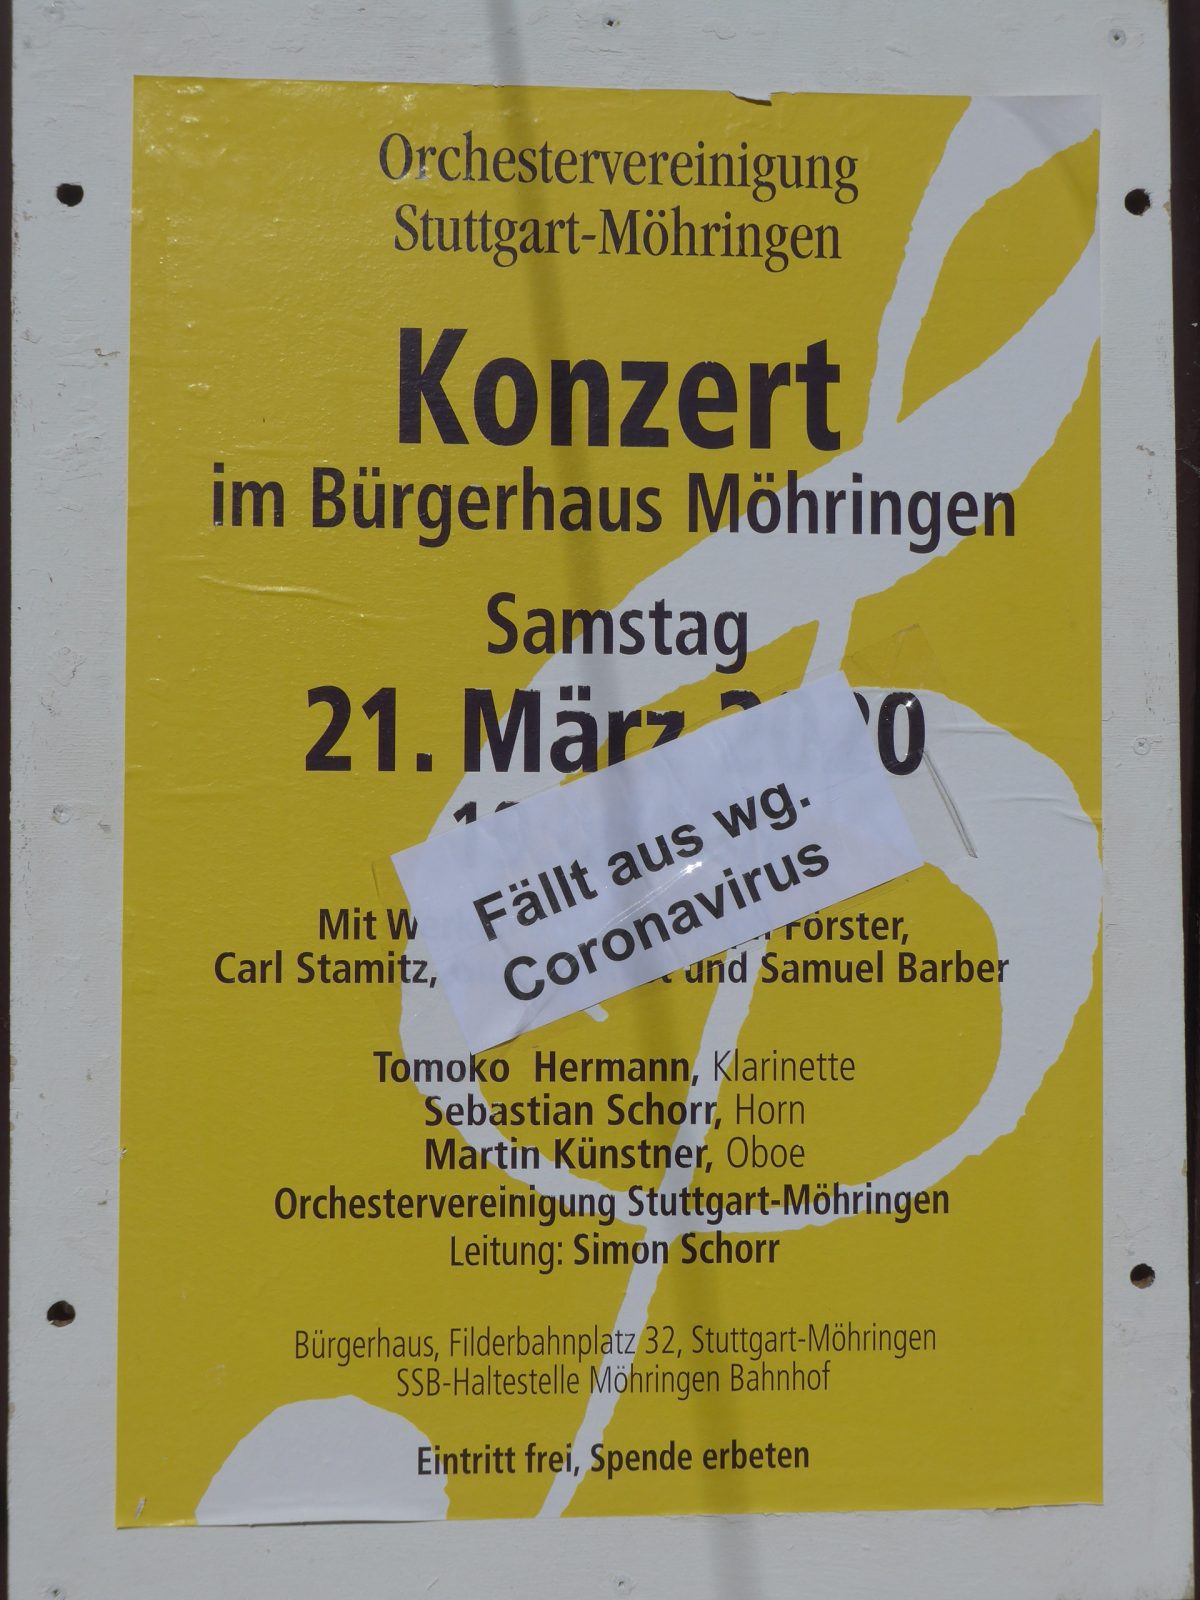 Orchestervereinigung
Stuttgart-Möhringen
Konzert
im Bürgerhaus Möhringen
Samstag
21. März
Fällt aus wg.
Coronavirus
Mit Förster,
Carl Stamitz, und Samuel Barber
Tomoko Hermann, Klarinette
Sebastian Schorr, Horn
Martin Künstner, Oboe
Orchestervereinigung Stuttgart-Möhringen
Leitung: Simon Schorr
Bürgerhaus, Filderbahnplatz 32, Stuttgart-Möhringen
SSB-Haltestelle Möhringen Bahnhof
Eintritt frei, Spende erbeten